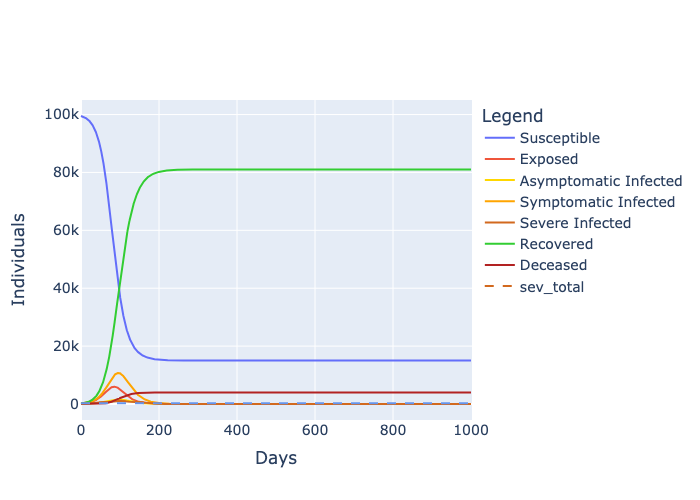 100k
80k
60k
40k
20k
0
0
200
400
600
800
1000
Days
Individuals
Legend
Susceptible
Exposed
Asymptomatic Infected
Symptomatic Infected
Severe Infected
Recovered
Deceased
sev_total